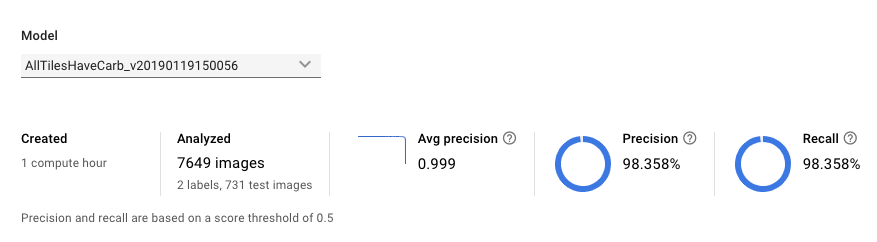 Model
AllTilesHaveCarb_v20190119150056
Created
1 compute hour
Analyzed
7649 images
2 labels, 731 test images
Avg precision
0.999
Precision
98.358%
Recall
98.358%
Precision and recall are based on a score threshold of 0.5